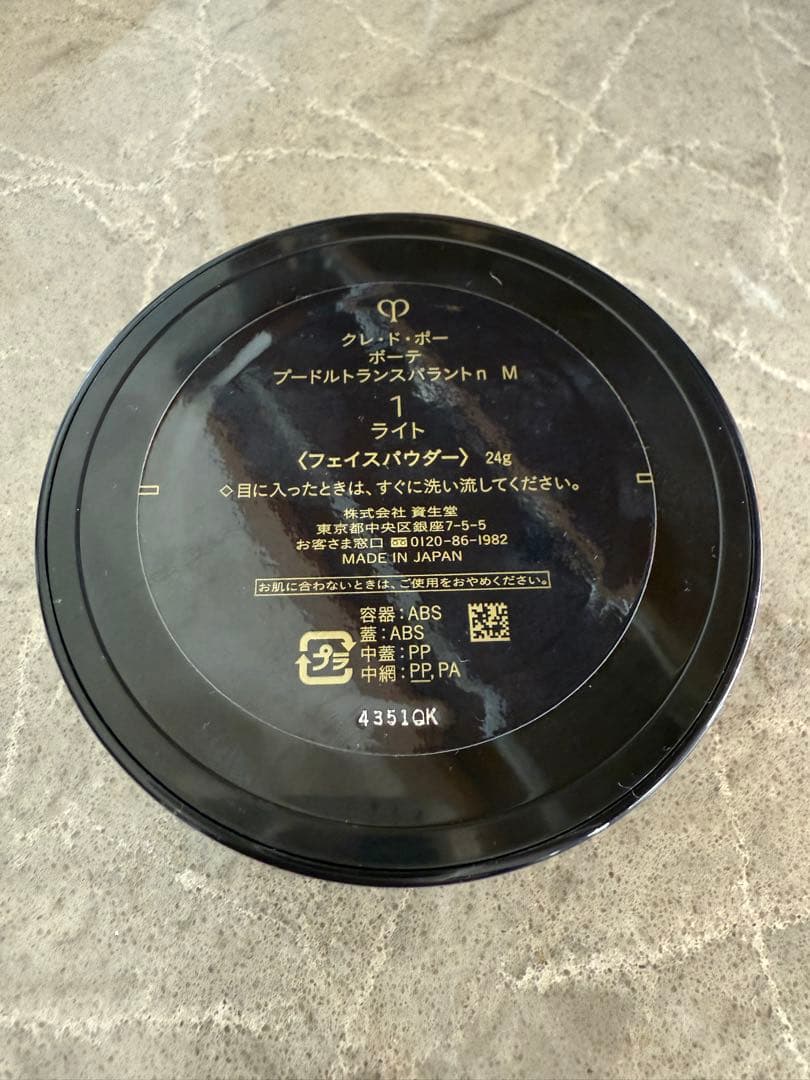 クレ・ド・ポー
ボーテ
プードルトランスパラントn M
1
ライト
〈フェイスパウダー〉 24g
◇目に入ったときは、すぐに洗い流してください。
株式会社 資生堂
東京都中央区銀座7-5-5
お客さま窓口 0120-86-1982
MADE IN JAPAN
お肌に合わないときは、ご使用をおやめください。
容器：ABS
蓋：ABS
プラ 中蓋：PP
中網：PP,PA
4351QK